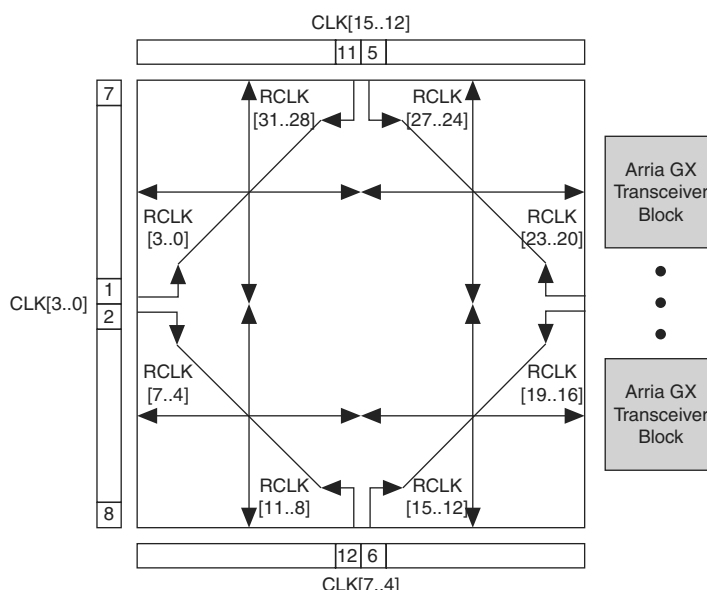 CLK[15..12]
11 5
7
RCLK
[31..28]
RCLK
[27..24]
Arria GX
Transceiver
Block
RCLK
[3..0]
RCLK
[23..20]
1
CLK[3..0]
2
RCLK
[7..4]
RCLK
[19..16]
Arria GX
Transceiver
Block
RCLK
[11..8]
RCLK
[15..12]
8
12 6
CLK[7..4]